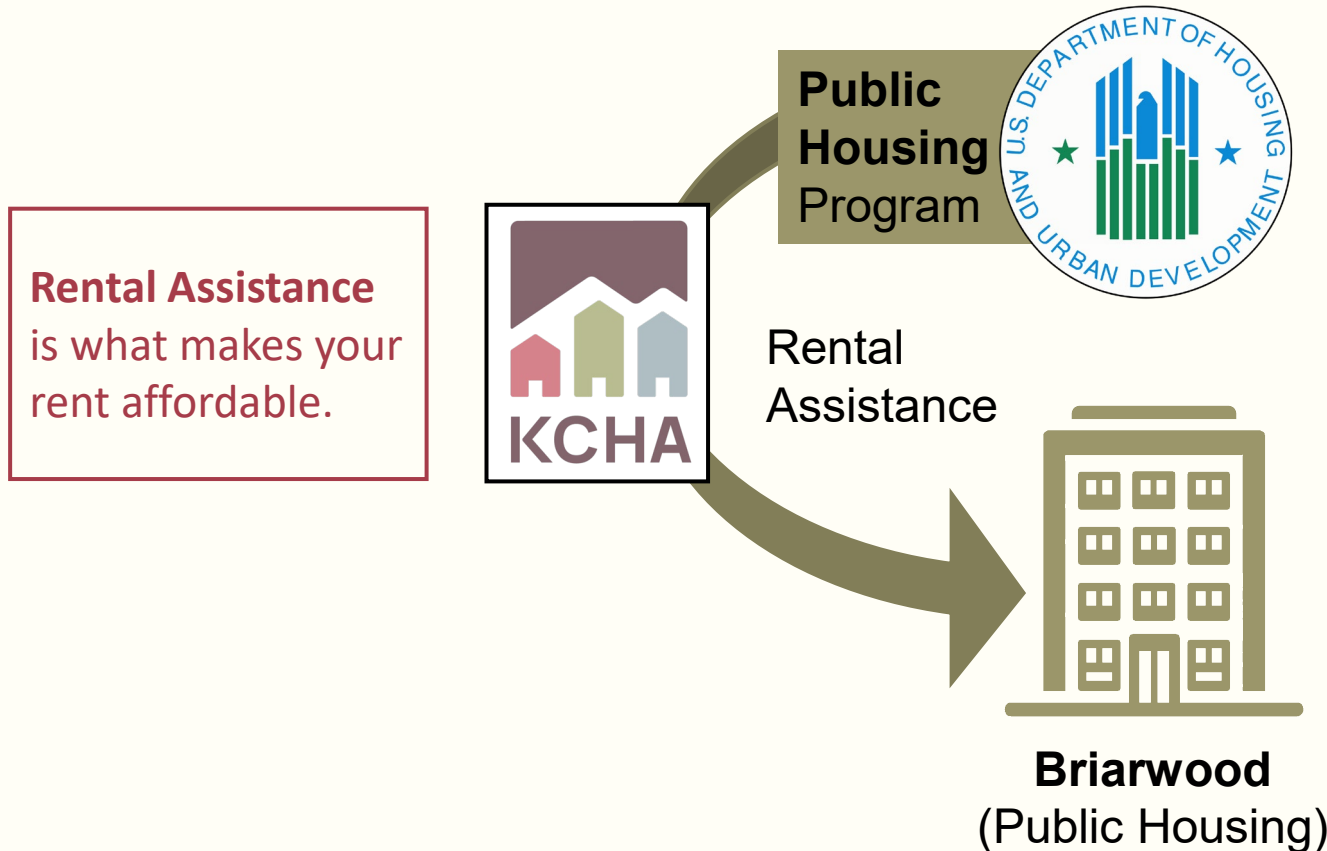 Rental Assistance
is what makes your
rent affordable.
KCHA
Public
Housing
Program
U.S. DEPARTMENT OF HOUSING
AND URBAN DEVELOPMENT
Rental
Assistance
Briarwood
(Public Housing)